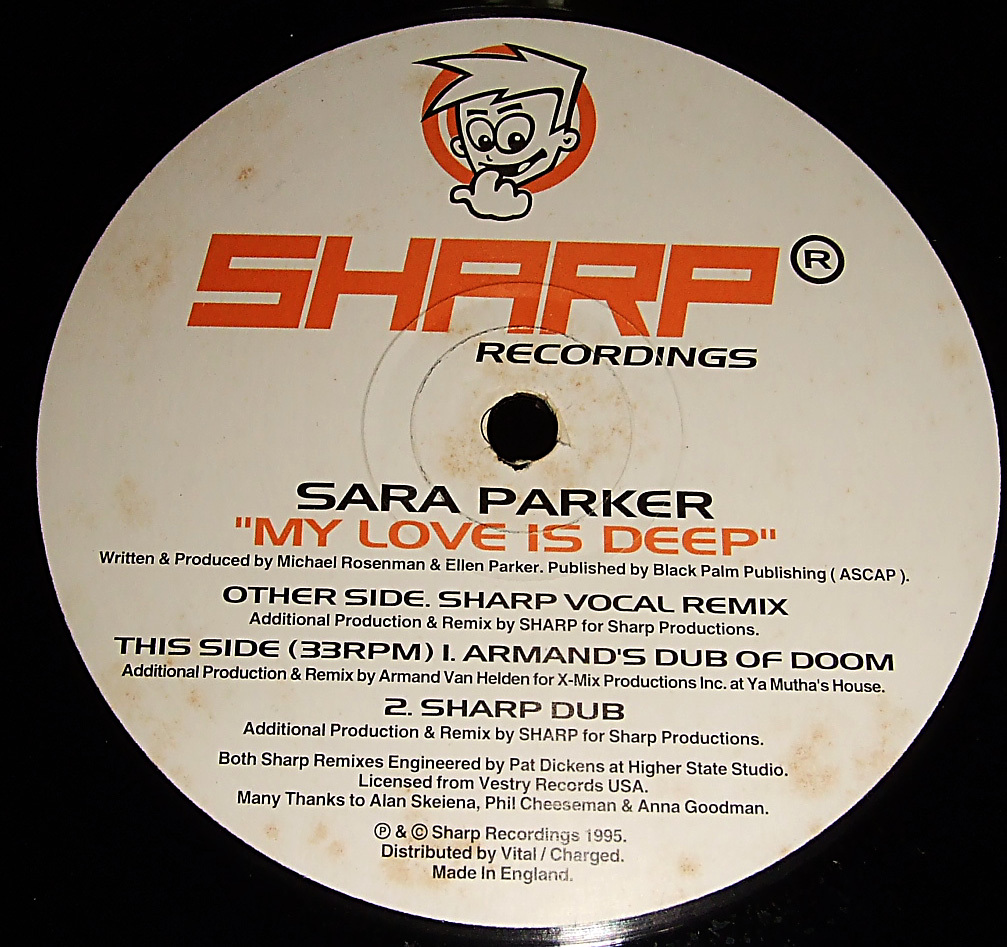 SHARP ®
RECORDINGS
SARA PARKER
"MY LOVE IS DEEP"
Written & Produced by Michael Rosenman & Ellen Parker. Published by Black Palm Publishing ( ASCAP ).
OTHER SIDE. SHARP VOCAL REMIX
Additional Production & Remix by SHARP for Sharp Productions.
THIS SIDE (33RPM) 1. ARMAND'S DUB OF DOOM
Additional Production & Remix by Armand Van Helden for X-Mix Productions Inc. at Ya Mutha's House.
2. SHARP DUB
Additional Production & Remix by SHARP for Sharp Productions.
Both Sharp Remixes Engineered by Pat Dickens at Higher State Studio.
Licensed from Vestry Records USA.
Many Thanks to Alan Skeiena, Phil Cheeseman & Anna Goodman.
℗ & © Sharp Recordings 1995.
Distributed by Vital / Charged.
Made In England.